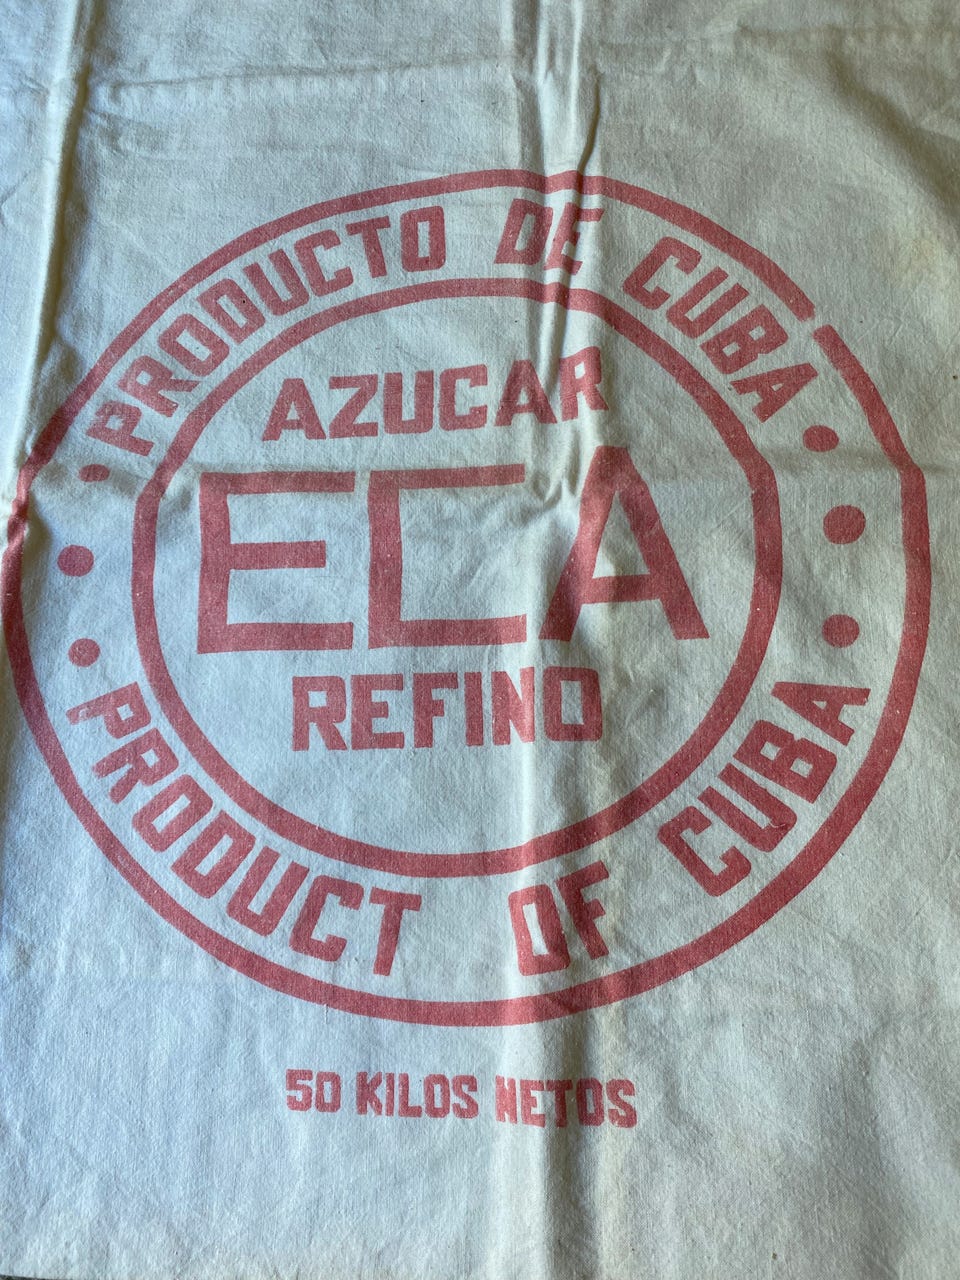 PRODUCTO DE CUBA
AZUCAR
ECA
REFINO
PRODUCT OF CUBA
50 KILOS NETOS